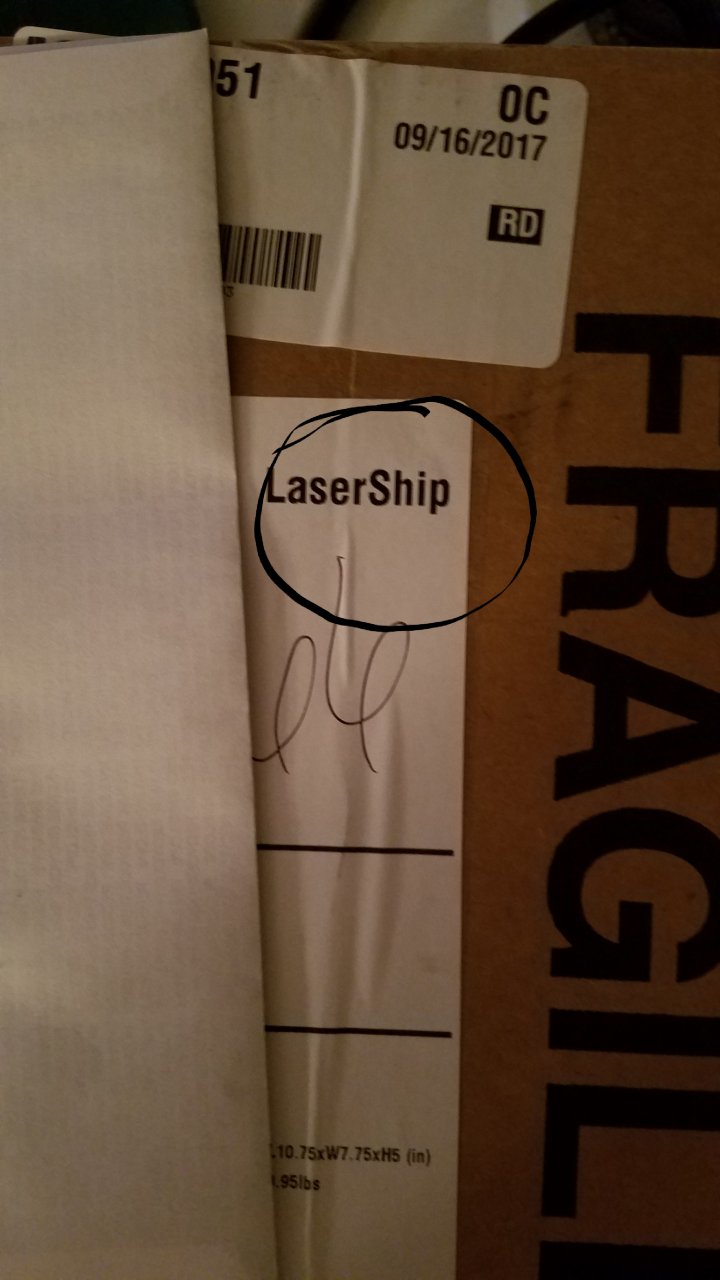 51
OC
09/16/2017
RD
LaserShip
10.75xW7.75xH5 (in)
.95lbs
FRAGIL